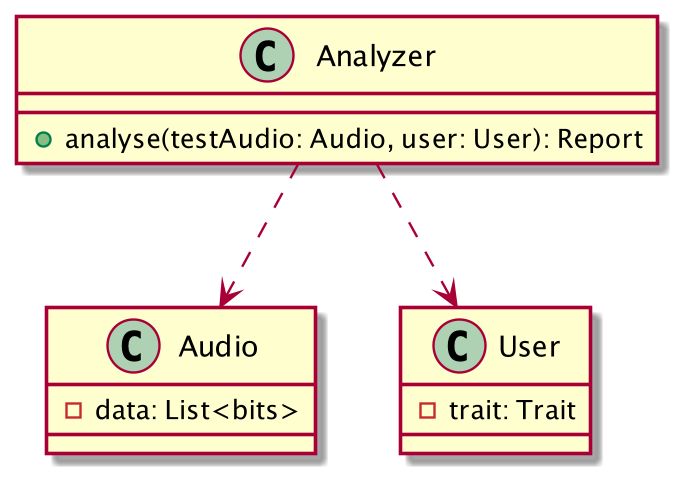 C Analyzer
analyse(testAudio: Audio, user: User): Report
C Audio
data: List<bits>
C User
trait: Trait